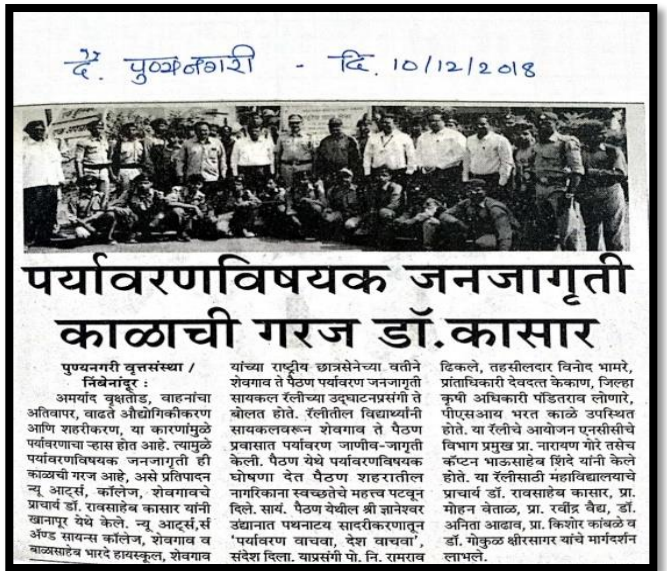 दै. पुण्यनगरी - दि. 10/12/2018
पर्यावरणविषयक जनजागृती
काळाची गरज डॉ.कासार
पुण्यनगरी वृत्तसंस्था /
निंबेनांदूर :
अमर्याद वृक्षतोड, वाहनांचा
अतिवापर, वाढते औद्योगिकीकरण
आणि शहरीकरण, या कारणांमुळे
पर्यावरणाचा ऱ्हास होत आहे. त्यामुळे
पर्यावरणविषयक जनजागृती ही
काळाची गरज आहे, असे प्रतिपादन
न्यू आर्ट्स, कॉलेज, शेवगावचे
प्राचार्य डॉ. रावसाहेब कासार यांनी
खानापूर येथे केले. न्यू आर्ट्स,र्स
अँण्ड सायन्स कॉलेज, शेवगाव व
बाळासाहेब भारदे हायस्कूल, शेवगाव
यांच्या राष्ट्रीय छात्रसेनेच्या वतीने
शेवगाव ते पैठण पर्यावरण जनजागृती
सायकल रॅलीच्या उद्घाटनप्रसंगी ते
बोलत होते. रॅलीतील विद्यार्थ्यांनी
सायकलवरून शेवगाव ते पैठण
प्रवासात पर्यावरण जाणीव-जागृती
केली. पैठण येथे पर्यावरणविषयक
घोषणा देत पैठण शहरातील
नागरिकाना स्वच्छतेचे महत्त्व पटवून
दिले. सायं. पैठण येथील श्री ज्ञानेश्वर
उद्यानात पथनाटय सादरीकरणातून
'पर्यावरण वाचवा, देश वाचवा',
संदेश दिला. याप्रसंगी पो. नि. रामराव
ढिकले, तहसीलदार विनोद भामरे,
प्रांताधिकारी देवदत्त केकाण, जिल्हा
कृषी अधिकारी पंडितराव लोणारे,
पीएसआय भरत काळे उपस्थित
होते. या रॅलीचे आयोजन एनसीसीचे
विभाग प्रमुख प्रा. नारायण गोरे तसेच
कॅप्टन भाऊसाहेब शिंदे यांनी केले
होते. या रॅलीसाठी महाविद्यालयाचे
प्राचार्य डॉ. रावसाहेब कासार, प्रा.
मोहन वेताळ, प्रा. रवींद्र वैद्य, डॉ.
अनिता आढाव, प्रा. किशोर कांबळे व
डॉ. गोकुळ क्षीरसागर यांचे मार्गदर्शन
लाभले.